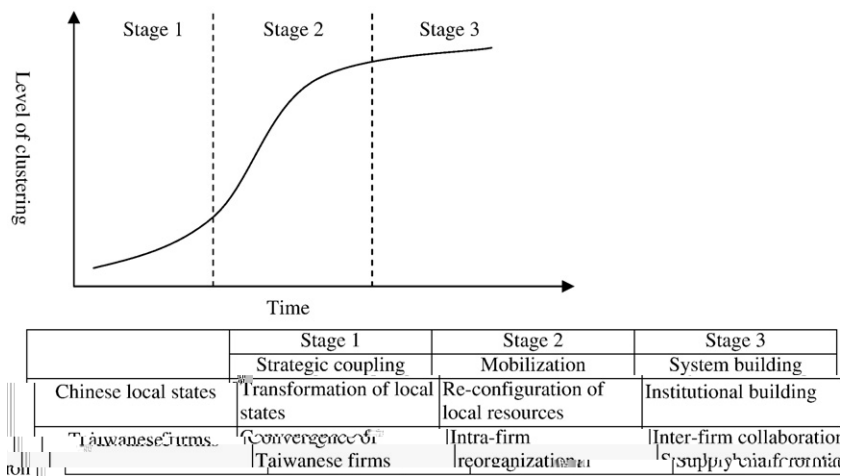 Stage 1 Stage 2 Stage 3
Level of clustering
Time
Stage 1 Stage 2 Stage 3
Strategic coupling Mobilization System building
Chinese local states Transformation of local Re-configuration of Institutional building
states local resources
firms Intra-firm Inter-firm collaboration
Taiwanese firms